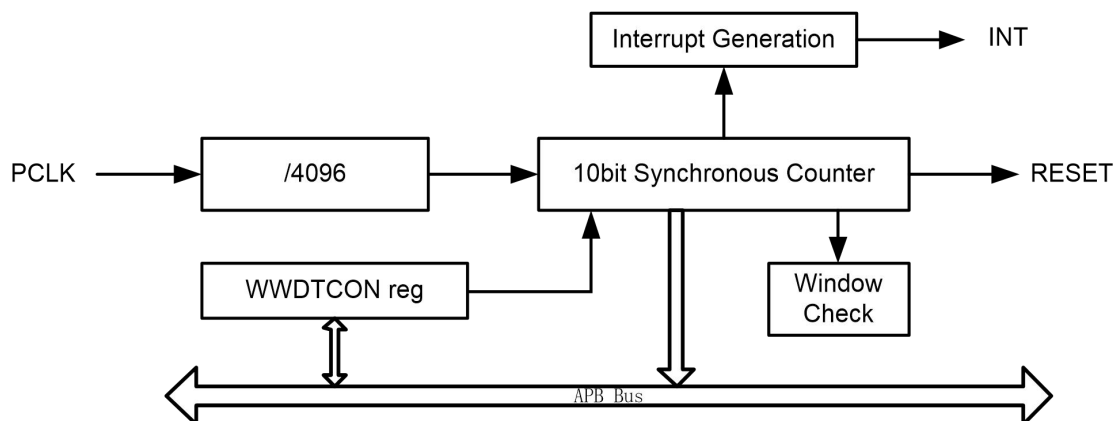 Interrupt Generation
INT
PCLK
/4096
10bit Synchronous Counter
RESET
WWDTCON reg
Window
Check
APB Bus